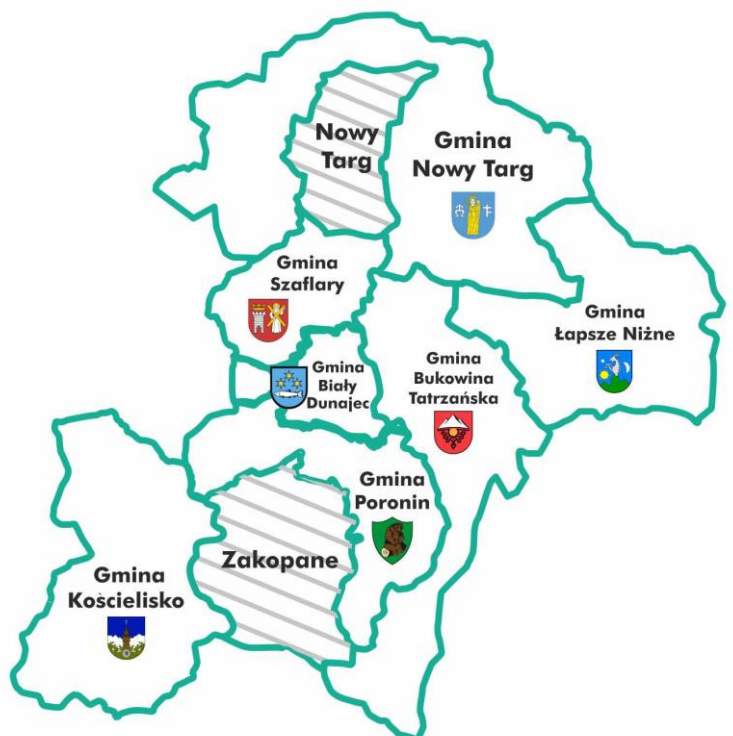 Nowy
Targ
Gmina
Nowy Targ
Gmina
Szaflary
Gmina
Łapsze Niżne
Gmina
Biały
Dunajec
Gmina
Bukowina
Tatrzańska
Gmina
Poronin
Zakopane
Gmina
Kościelisko